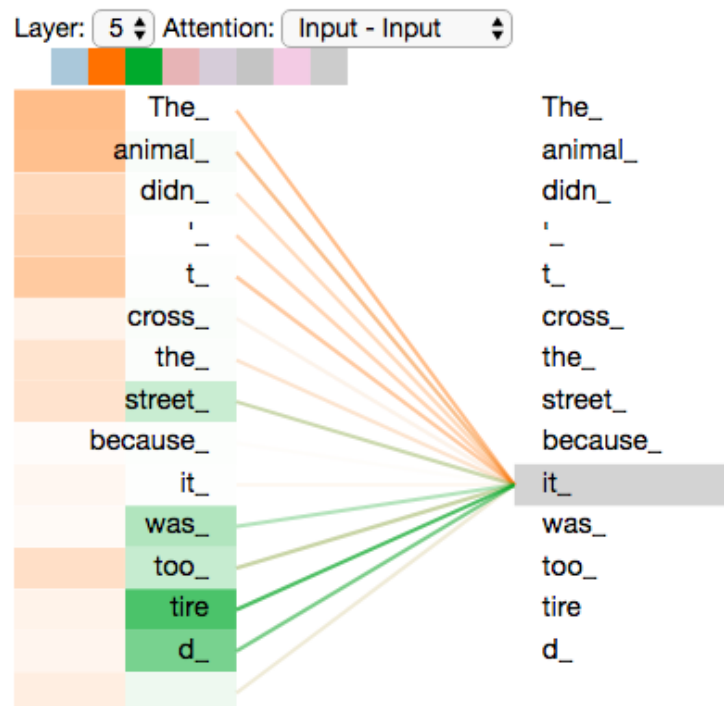 Layer: 5 Attention: Input - Input
The_ The_
animal_ animal_
didn_ didn_
'_ '_
t_ t_
cross_ cross_
the_ the_
street_ street_
because_ because_
it_ it_
was_ was_
too_ too_
tire tire
d_ d_